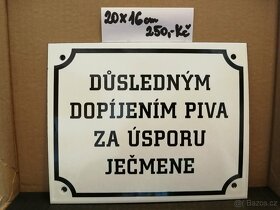 20x16cm
250,-Kč
DŮSLEDNÝM
DOPÍJENÍM PIVA
ZA ÚSPORU
JEČMENE
Bazos.cz